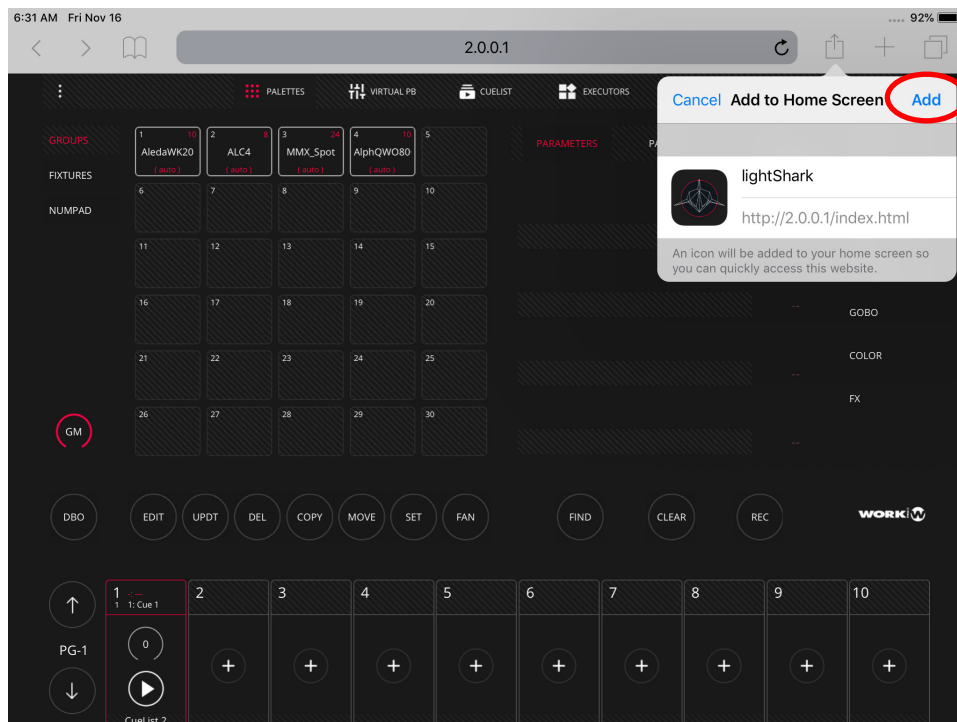 6:31 AM Fri Nov 16
92%
2.0.0.1
PALETTES
VIRTUAL PB
CUELIST
EXECUTORS
Cancel Add to Home Screen Add
lightShark
http://2.0.0.1/index.html
An icon will be added to your home screen so
you can quickly access this website.
GROUPS
FIXTURES
NUMPAD
1 10 2 8 3 24 4 10 5
AledaWK20 ALC4 MMX_Spot AlphQWO80
(auto) (auto) (auto) (auto)
6 7 8 9 10
11 12 13 14 15
16 17 18 19 20
21 22 23 24 25
26 27 28 29 30
PARAMETERS
PA
--
--
--
GOBO
COLOR
FX
GM
DBO EDIT UPDT DEL COPY MOVE SET FAN FIND CLEAR REC
WORK W
1 -: -- 2 3 4 5 6 7 8 9 10
1 1: Cue 1
PG-1
0
+ + + + + + + + +
CueList 2